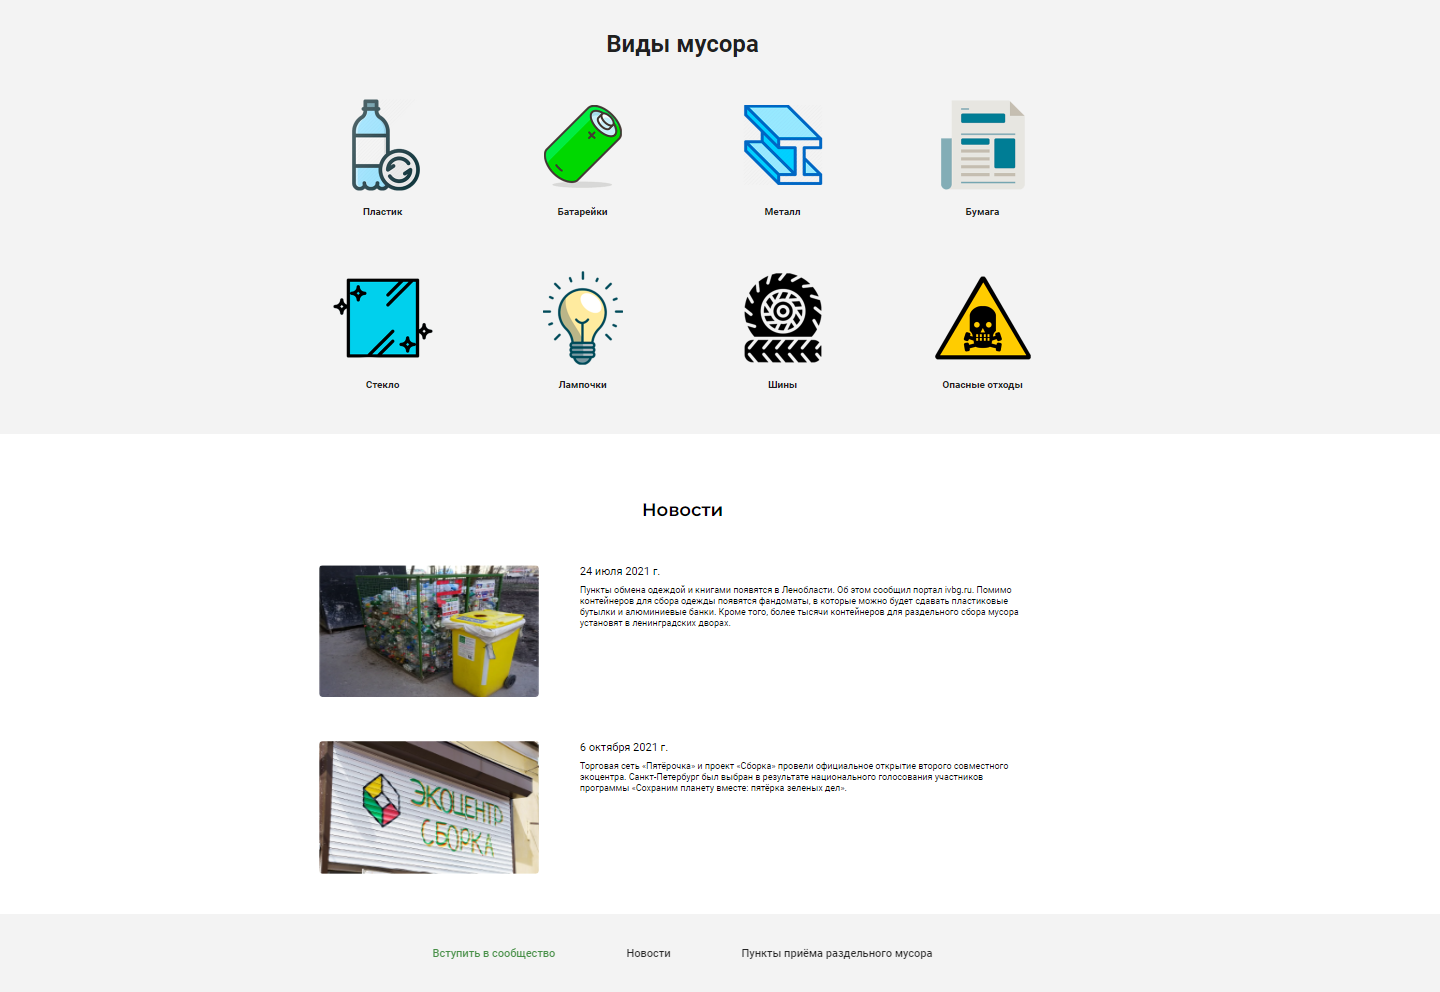 Виды мусора
Пластик
Батарейки
Металл
Бумага
Стекло
Лампочки
Шины
Опасные отходы
Новости
24 июля 2021 г.
Пункты обмена одеждой и книгами появятся в Ленобласти. Об этом сообщил портал ivbg.ru. Помимо
контейнеров для сбора одежды появятся фандоматы, в которые можно будет сдавать пластиковые
бутылки и алюминиевые банки. Кроме того, более тысячи контейнеров для раздельного сбора мусора
установят в ленинградских дворах.
ЭКОЦЕНТР
СБОРКА
6 октября 2021 г.
Торговая сеть «Пятёрочка» и проект «Сборка» провели официальное открытие второго совместного
экоцентра. Санкт-Петербург был выбран в результате национального голосования участников
программы «Сохраним планету вместе: пятёрка зеленых дел».
Вступить в сообщество
Новости
Пункты приёма раздельного мусора